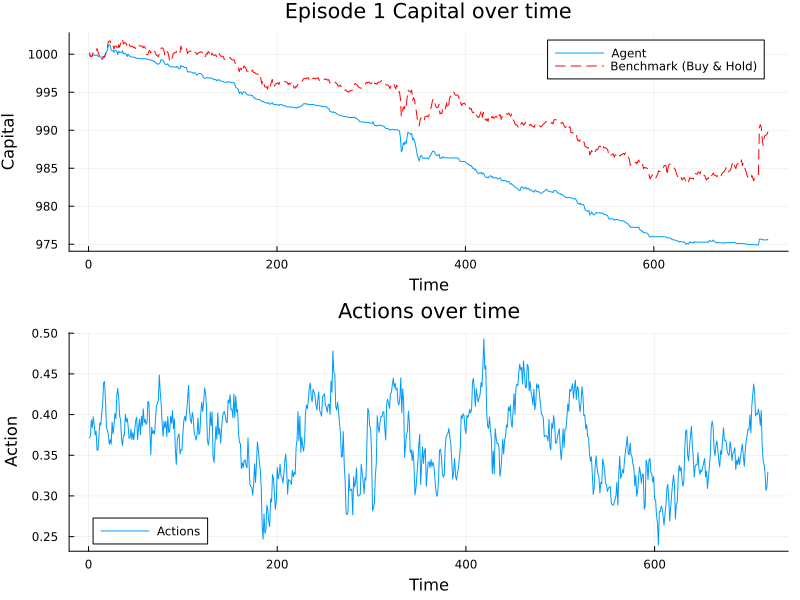 Episode 1 Capital over time
Capital
1000
995
990
985
980
975
Agent
Benchmark (Buy & Hold)
0 200 400 600
Time
Actions over time
Action
0.50
0.45
0.40
0.35
0.30
0.25
Actions
0 200 400 600
Time